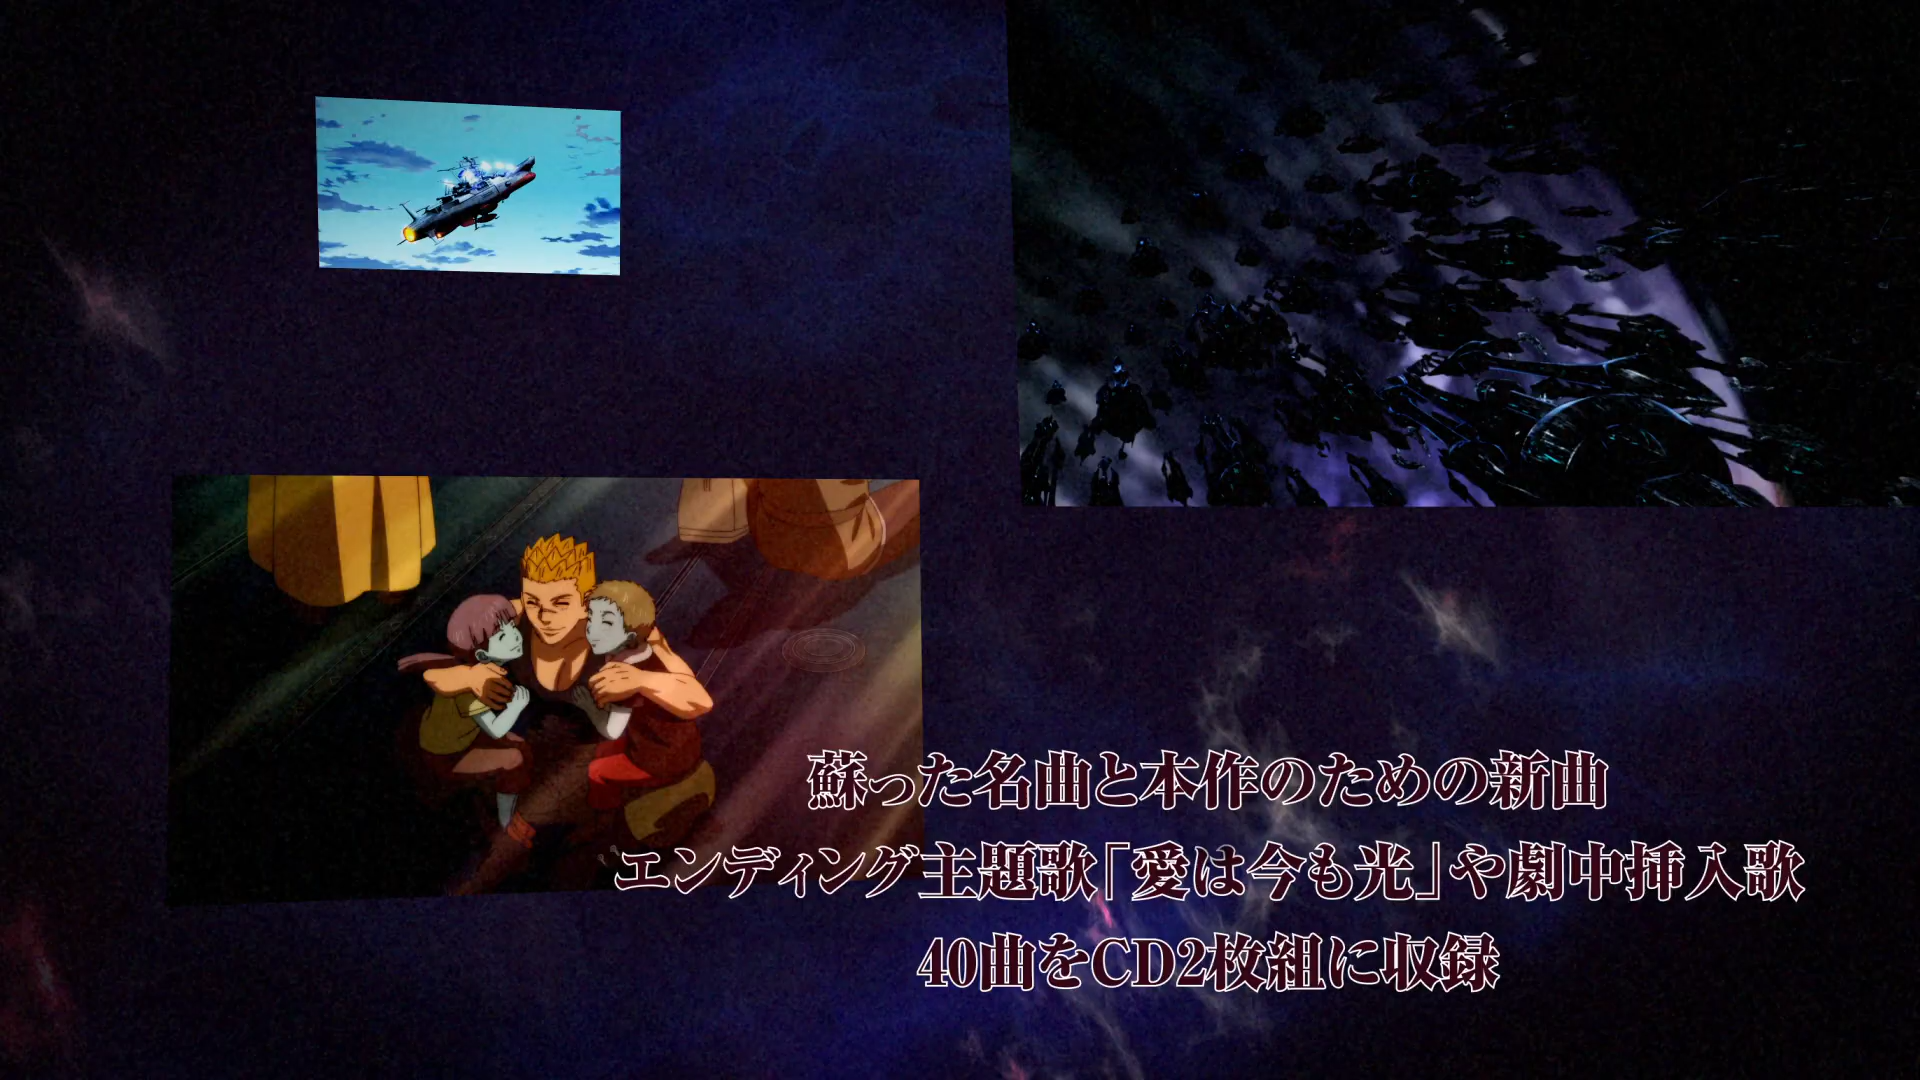 蘇った名曲と本作のための新曲
エンディング主題歌「愛は今も光」や劇中挿入歌
40曲をCD2枚組に収録